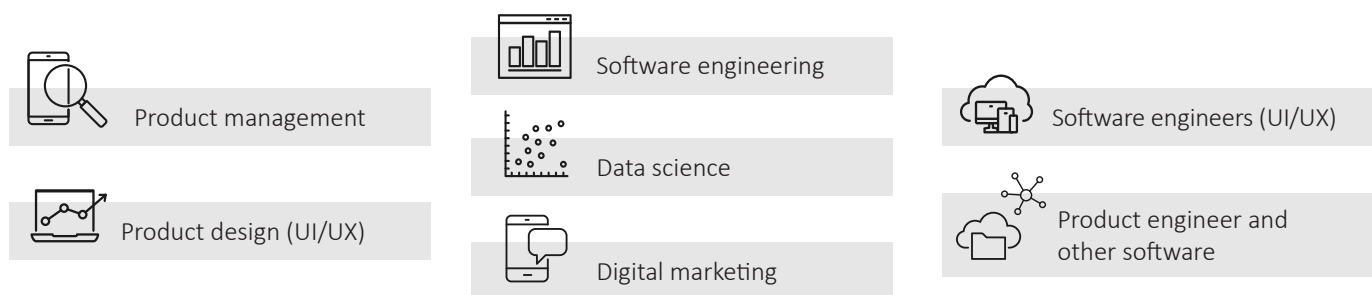 Product management
Product design (UI/UX)
Software engineering
Data science
Digital marketing
Software engineers (UI/UX)
Product engineer and
other software